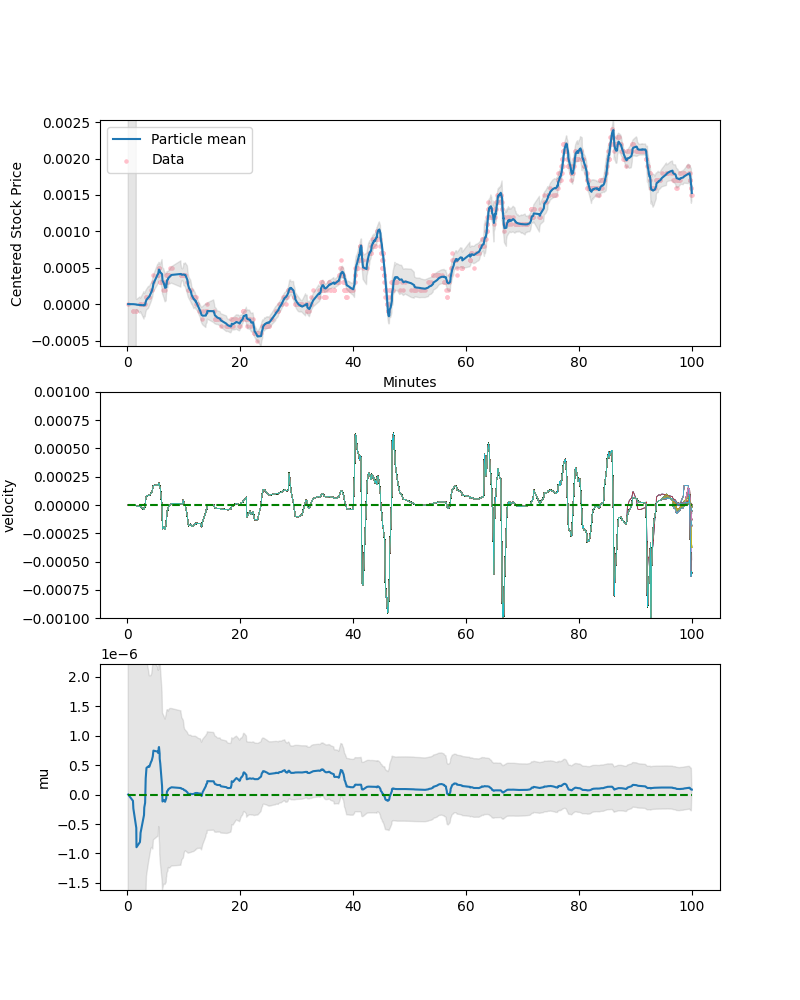 Centered Stock Price
0.0025
0.0020
0.0015
0.0010
0.0005
0.0000
−0.0005
Particle mean
Data
0 20 40 60 80 100
Minutes
velocity
0.00100
0.00075
0.00050
0.00025
0.00000
−0.00025
−0.00050
−0.00075
−0.00100
0 20 40 60 80 100
1e−6
mu
2.0
1.5
1.0
0.5
0.0
−0.5
−1.0
−1.5
0 20 40 60 80 100